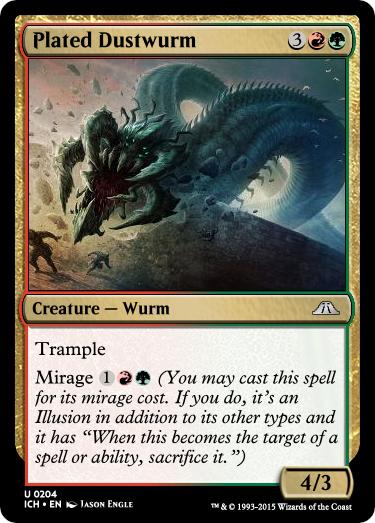 Plated Dustwurm 3
Creature — Wurm
Trample
Mirage 1 (You may cast this spell
for its mirage cost. If you do, it's an
Illusion in addition to its other types and
it has "When this becomes the target of a
spell or ability, sacrifice it.")
4/3
U 0204
ICH • EN JASON ENGLE
™ & © 1993-2015 Wizards of the Coast